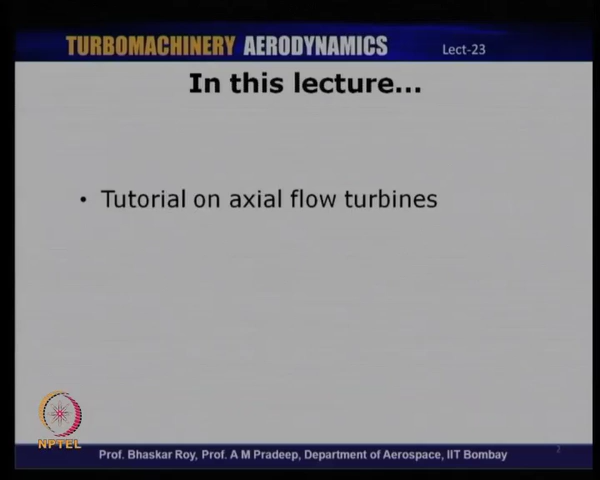 TURBOMACHINERY AERODYNAMICS Lect-23
In this lecture...
• Tutorial on axial flow turbines
NPTEL
Prof. Bhaskar Roy, Prof. A M Pradeep, Department of Aerospace, IIT Bombay
2